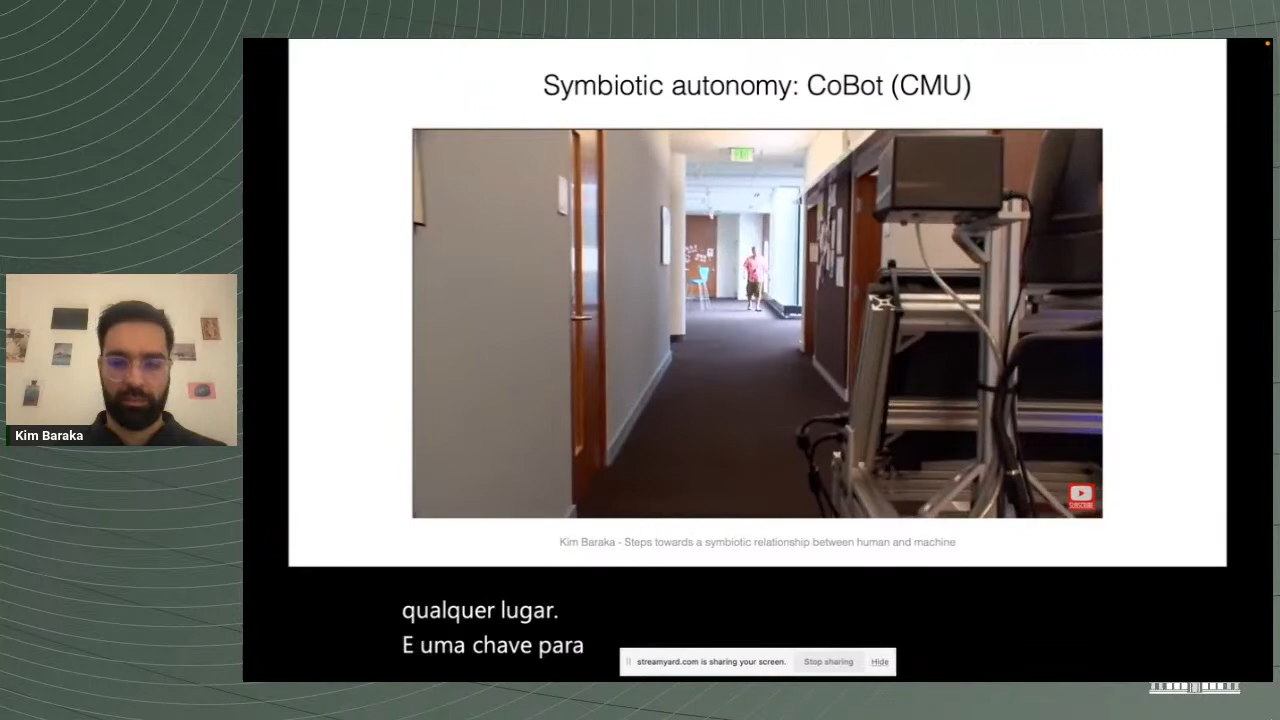 Symbiotic autonomy: CoBot (CMU)
SUBSCRIBE
Kim Baraka
Kim Baraka - Steps towards a symbiotic relationship between human and machine
qualquer lugar.
E uma chave para
streamyard.com is sharing your screen.
Stop sharing
Hide